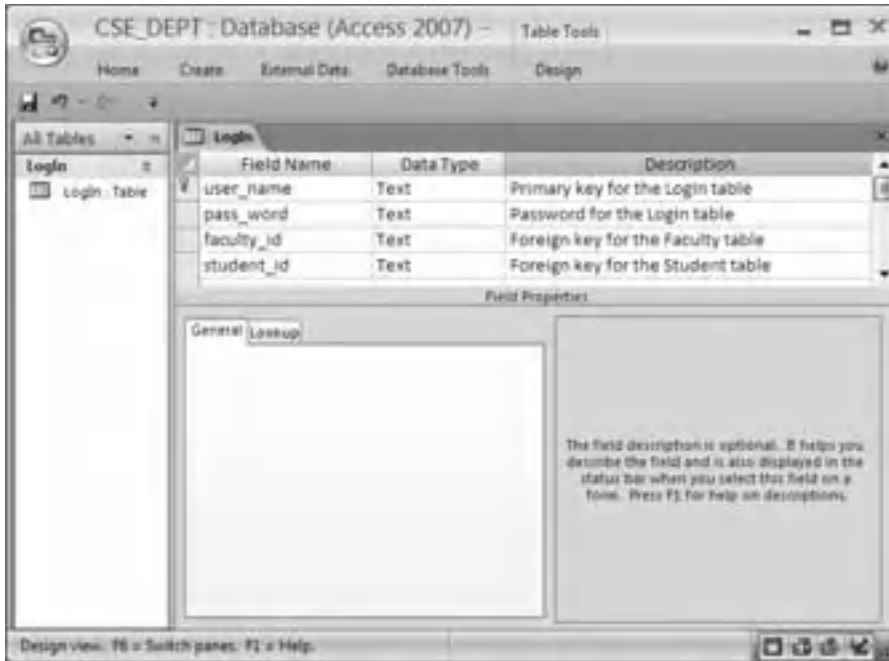 CSE_DEPT : Database (Access 2007) –
Table Tools
Home Create External Data Database Tools Design
All Tables
LogIn
LogIn
LogIn : Table
Field Name Data Type Description
user_name Text Primary key for the Login table
pass_word Text Password for the Login table
faculty_id Text Foreign key for the Faculty table
student_id Text Foreign key for the Student table
Field Properties
General Lookup
The field description is optional. It helps you
describe the field and is also displayed in the
status bar when you select this field on a
form. Press F1 for help on descriptions.
Design view. F6 = Switch panes. F1 = Help.